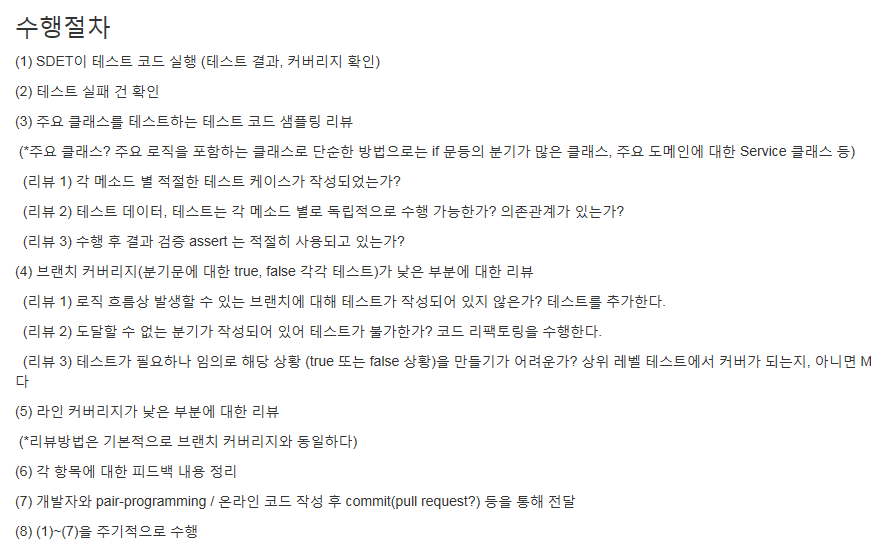 수행절차
(1) SDET이 테스트 코드 실행 (테스트 결과, 커버리지 확인)
(2) 테스트 실패 건 확인
(3) 주요 클래스를 테스트하는 테스트 코드 샘플링 리뷰
(*주요 클래스? 주요 로직을 포함하는 클래스로 단순한 방법으로는 if 문등의 분기가 많은 클래스, 주요 도메인에 대한 Service 클래스 등)
(리뷰 1) 각 메소드 별 적절한 테스트 케이스가 작성되었는가?
(리뷰 2) 테스트 데이터, 테스트는 각 메소드 별로 독립적으로 수행 가능한가? 의존관계가 있는가?
(리뷰 3) 수행 후 결과 검증 assert 는 적절히 사용되고 있는가?
(4) 브랜치 커버리지(분기문에 대한 true, false 각각 테스트)가 낮은 부분에 대한 리뷰
(리뷰 1) 로직 흐름상 발생할 수 있는 브랜치에 대해 테스트가 작성되어 있지 않은가? 테스트를 추가한다.
(리뷰 2) 도달할 수 없는 분기가 작성되어 있어 테스트가 불가한가? 코드 리팩토링을 수행한다.
(리뷰 3) 테스트가 필요하나 임의로 해당 상황 (true 또는 false 상황)을 만들기가 어려운가? 상위 레벨 테스트에서 커버가 되는지, 아니면 M
다
(5) 라인 커버리지가 낮은 부분에 대한 리뷰
(*리뷰방법은 기본적으로 브랜치 커버리지와 동일하다)
(6) 각 항목에 대한 피드백 내용 정리
(7) 개발자와 pair-programming / 온라인 코드 작성 후 commit(pull request?) 등을 통해 전달
(8) (1)~(7)을 주기적으로 수행